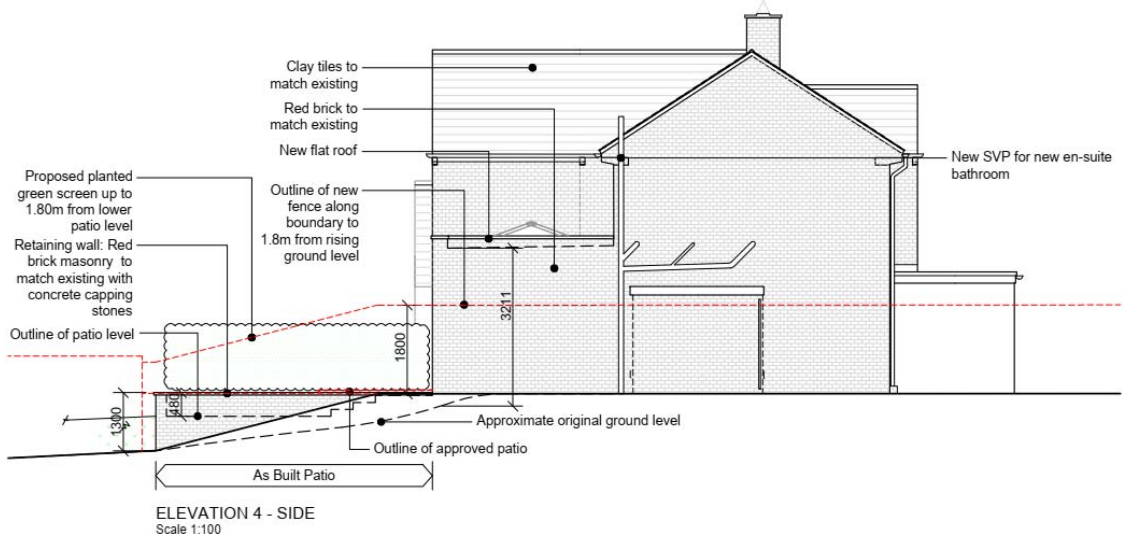 Clay tiles to
match existing
Red brick to
match existing
New flat roof
Proposed planted
green screen up to
1.80m from lower
patio level
Retaining wall: Red
brick masonry to
match existing with
concrete capping
stones
Outline of patio level
Outline of new
fence along
boundary to
1.8m from rising
ground level
New SVP for new en-suite
bathroom
3211
1800
480
1300
Approximate original ground level
Outline of approved patio
As Built Patio
ELEVATION 4 - SIDE
Scale 1:100